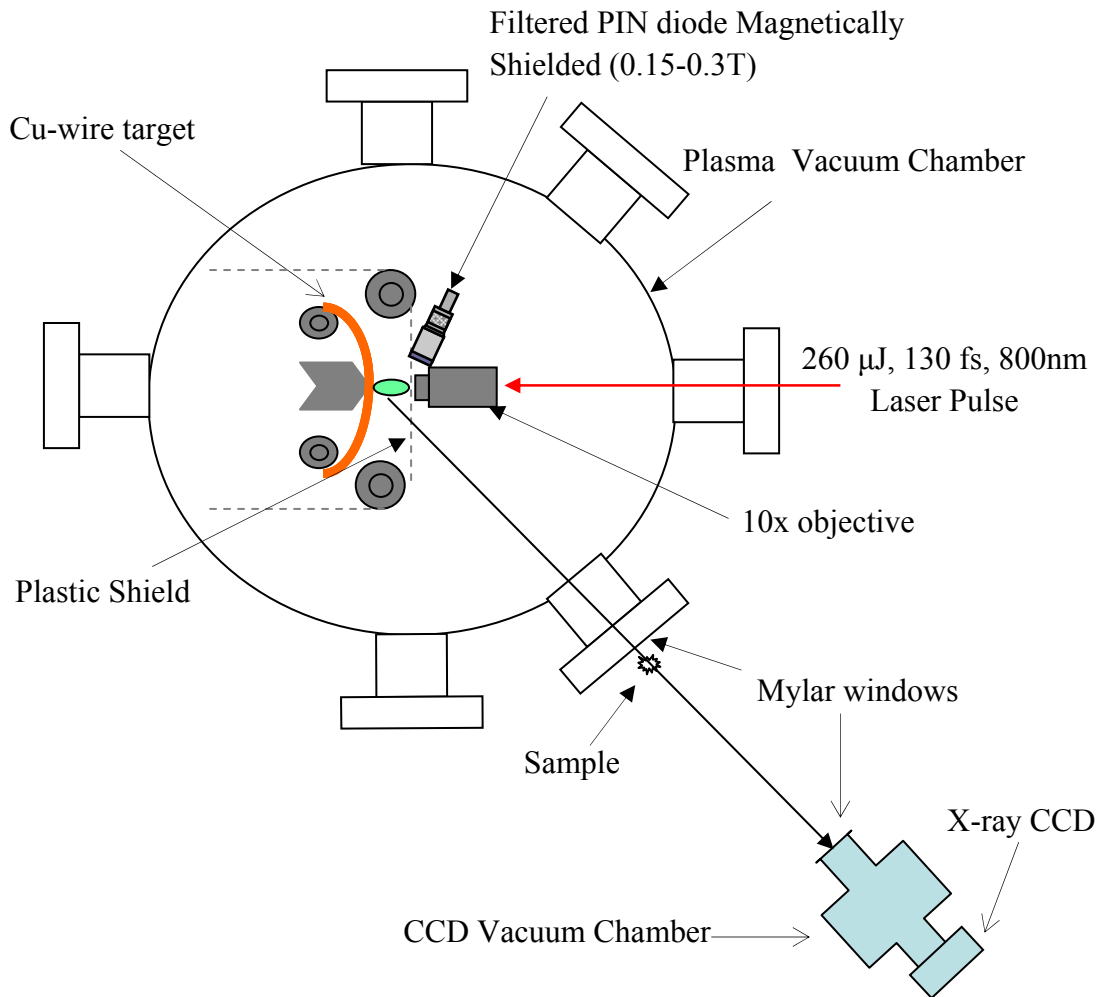 Filtered PIN diode Magnetically
Shielded (0.15-0.3T)
Cu-wire target
Plasma Vacuum Chamber
260 μJ, 130 fs, 800nm
Laser Pulse
10x objective
Plastic Shield
Mylar windows
Sample
X-ray CCD
CCD Vacuum Chamber